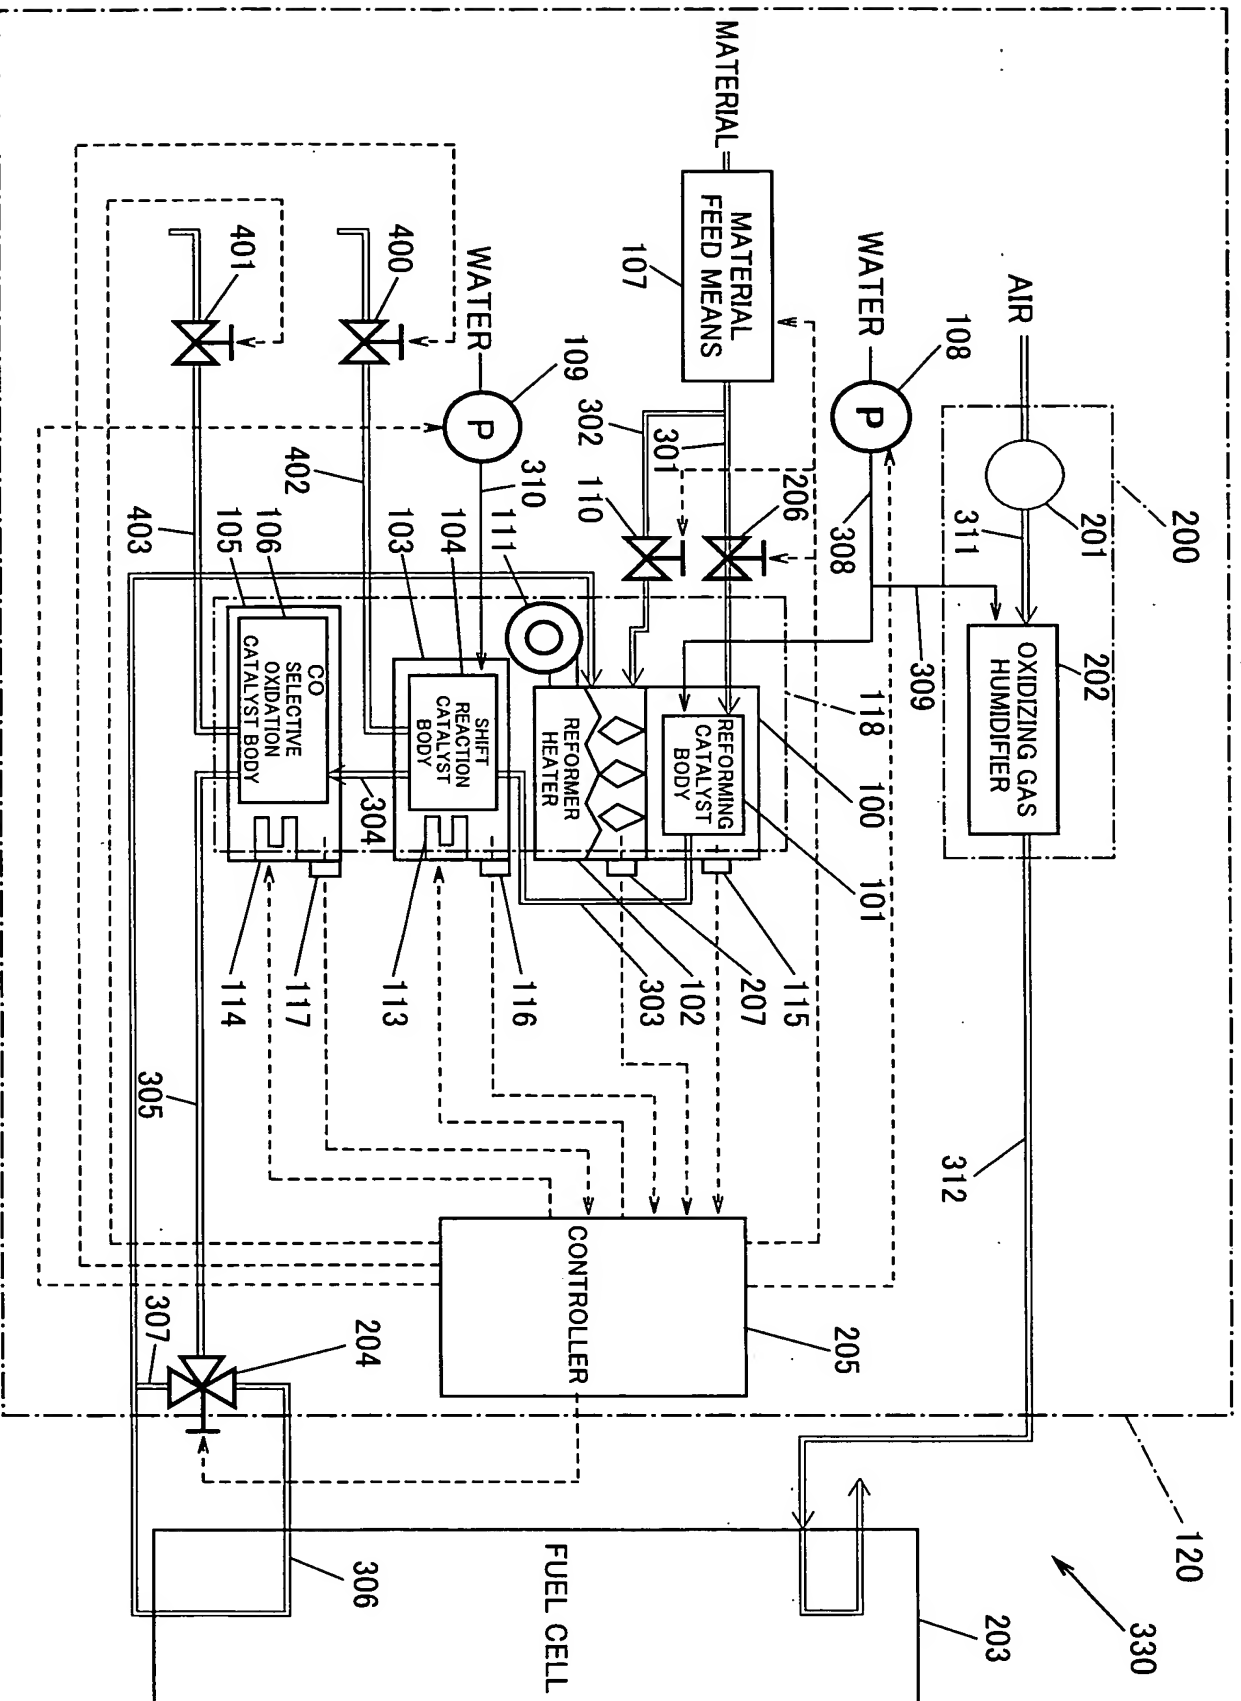 330
120
200
202
201
AIR
OXIDIZING GAS
HUMIDIFIER
203
311
312
108
309
WATER
P
308
118
100
101
205
206
115
207
MATERIAL
MATERIAL
FEED MEANS
REFORMING
CATALYST
BODY
102
301
303
107
302
110
REFORMER
HEATER
CONTROLLER
FUEL CELL
109
310
111
116
WATER
P
SHIFT
REACTION
CATALYST
BODY
104
103
400
113
304
204
306
402
117
CO
SELECTIVE
OXIDATION
CATALYST BODY
106
401
105
114
403
305
307